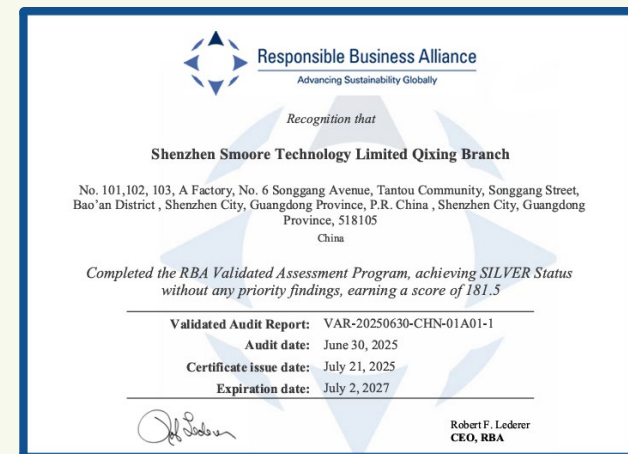 Responsible Business Alliance
Advancing Sustainability Globally
Recognition that
Shenzhen Smoore Technology Limited Qixing Branch
No. 101,102, 103, A Factory, No. 6 Songgang Avenue, Tantou Community, Songgang Street,
Bao'an District , Shenzhen City, Guangdong Province, P.R. China , Shenzhen City, Guangdong
Province, 518105
China
Completed the RBA Validated Assessment Program, achieving SILVER Status
without any priority findings, earning a score of 181.5
Validated Audit Report: VAR-20250630-CHN-01A01-1
Audit date: June 30, 2025
Certificate issue date: July 21, 2025
Expiration date: July 2, 2027
Robert F. Lederer
CEO, RBA